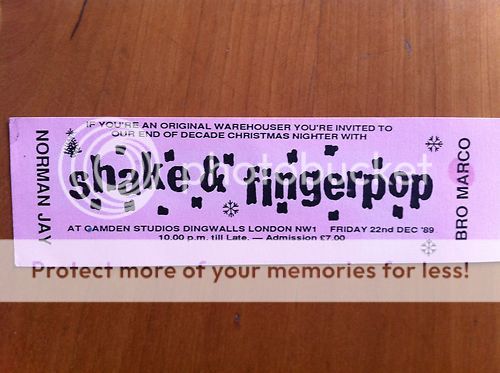 IF YOU'RE AN ORIGINAL WAREHOUSER YOU'RE INVITED TO
OUR END OF DECADE CHRISTMAS NIGHTER WITH
NORMAN JAY
shake & fingerpop
BRO MARCO
AT CAMDEN STUDIOS DINGWALLS LONDON NW1 FRIDAY 22nd DEC '89
10.00 p.m. till Late. — Admission £7.00
photobucket
Protect more of your memories for less!